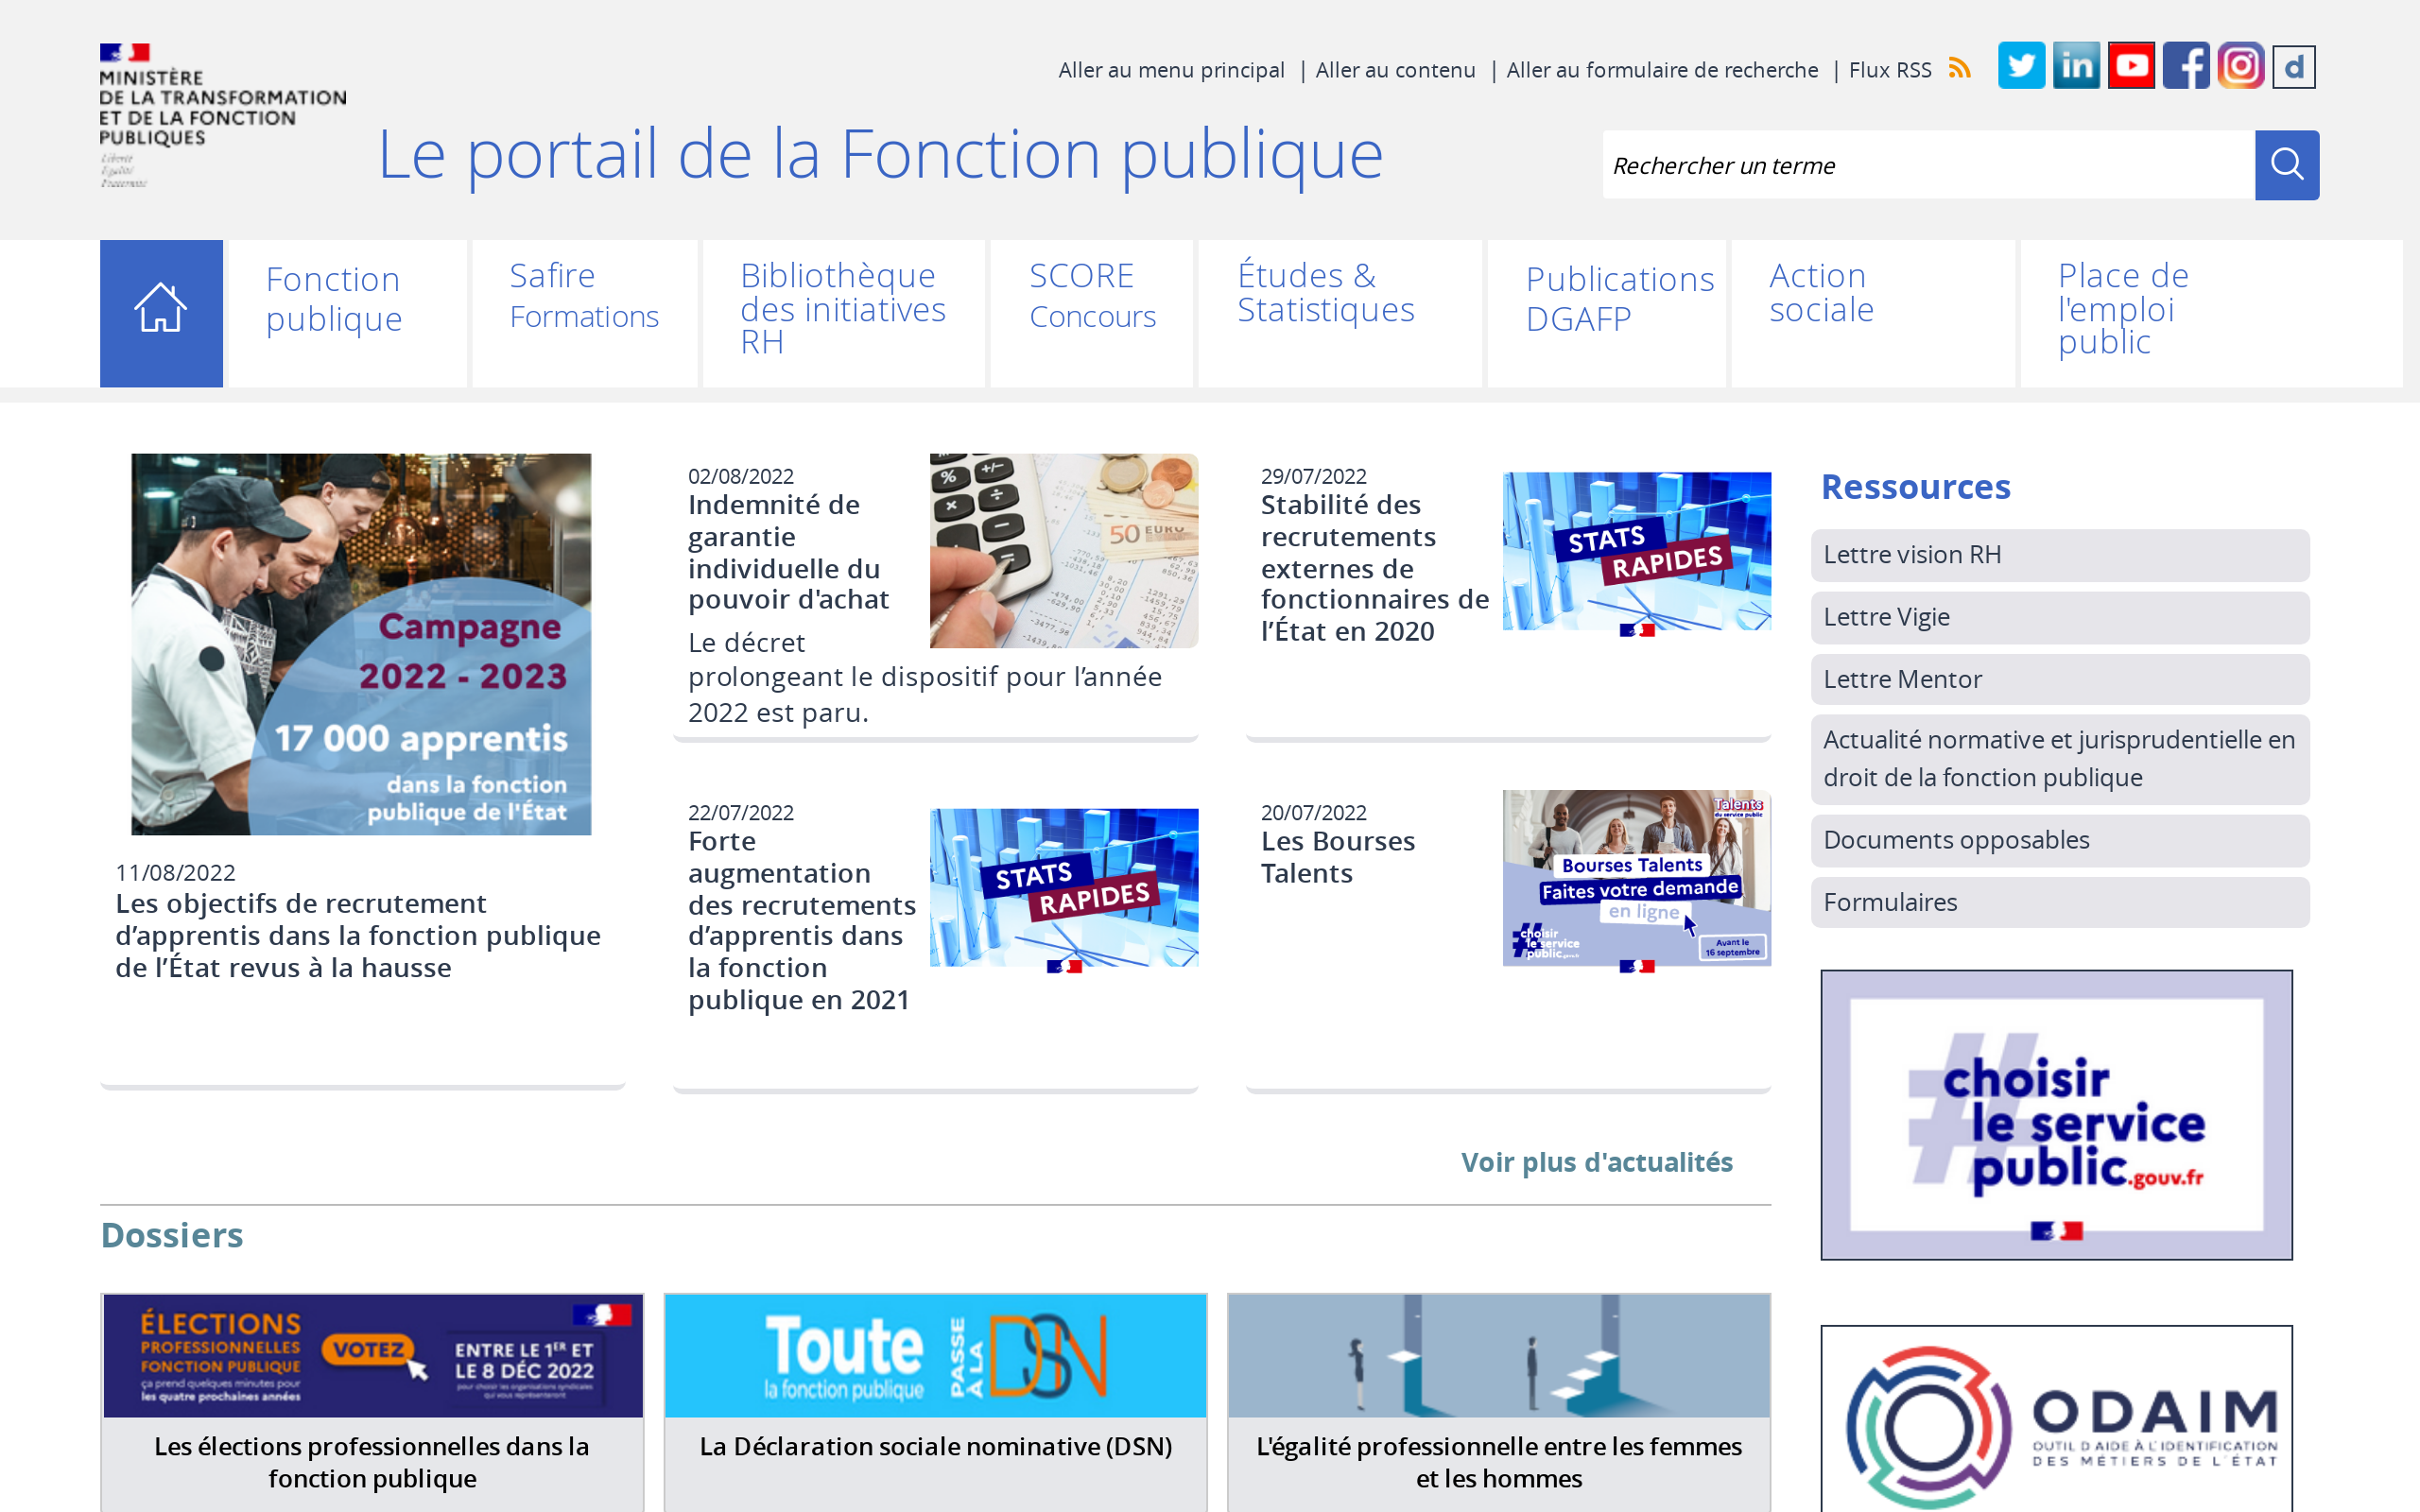 MINISTÈRE
DE LA TRANSFORMATION
ET DE LA FONCTION
PUBLIQUES
Liberté
Égalité
Fraternité
Aller au menu principal | Aller au contenu | Aller au formulaire de recherche | Flux RSS
Le portail de la Fonction publique
Rechercher un terme
Fonction
publique
Safire
Formations
Bibliothèque
des initiatives
RH
SCORE
Concours
Études &
Statistiques
Publications
DGAFP
Action
sociale
Place de
l'emploi
public
Campagne
2022 - 2023
17 000 apprentis
dans la fonction
publique de l'État
11/08/2022
Les objectifs de recrutement
d’apprentis dans la fonction publique
de l’État revus à la hausse
02/08/2022
Indemnité de
garantie
individuelle du
pouvoir d'achat
Le décret
prolongeant le dispositif pour l’année
2022 est paru.
50 EURO
29/07/2022
Stabilité des
recrutements
externes de
fonctionnaires de
l’État en 2020
STATS
RAPIDES
22/07/2022
Forte
augmentation
des recrutements
d’apprentis dans
la fonction
publique en 2021
STATS
RAPIDES
20/07/2022
Les Bourses
Talents
Talents
du service public
Bourses Talents
Faites votre demande
en ligne
choisir
le service
public.gouv.fr
Avant le
16 septembre
Voir plus d'actualités
Ressources
Lettre vision RH
Lettre Vigie
Lettre Mentor
Actualité normative et jurisprudentielle en
droit de la fonction publique
Documents opposables
Formulaires
#choisir
le service
public.gouv.fr
Dossiers
ÉLECTIONS
PROFESSIONNELLES
FONCTION PUBLIQUE
ça prend quelques minutes pour
les quatre prochaines années
VOTEZ
ENTRE LE 1ER ET
LE 8 DÉC 2022
pour choisir les organisations syndicales
qui vous représenteront
Les élections professionnelles dans la
fonction publique
Toute
la fonction publique
PASSE
À LA
DSN
La Déclaration sociale nominative (DSN)
L'égalité professionnelle entre les femmes
et les hommes
ODAIM
OUTIL D'AIDE À L'IDENTIFICATION
DES MÉTIERS DE L'ÉTAT